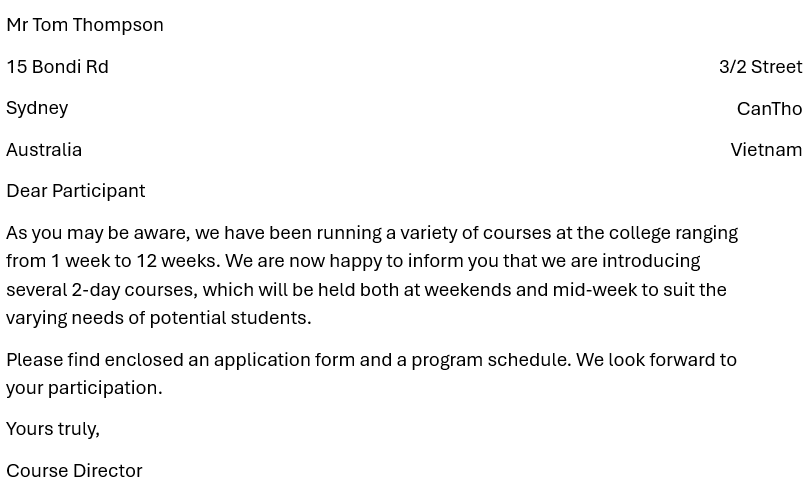 Mr Tom Thompson
15 Bondi Rd 3/2 Street
Sydney CanTho
Australia Vietnam
Dear Participant
As you may be aware, we have been running a variety of courses at the college ranging
from 1 week to 12 weeks. We are now happy to inform you that we are introducing
several 2-day courses, which will be held both at weekends and mid-week to suit the
varying needs of potential students.
Please find enclosed an application form and a program schedule. We look forward to
your participation.
Yours truly,
Course Director